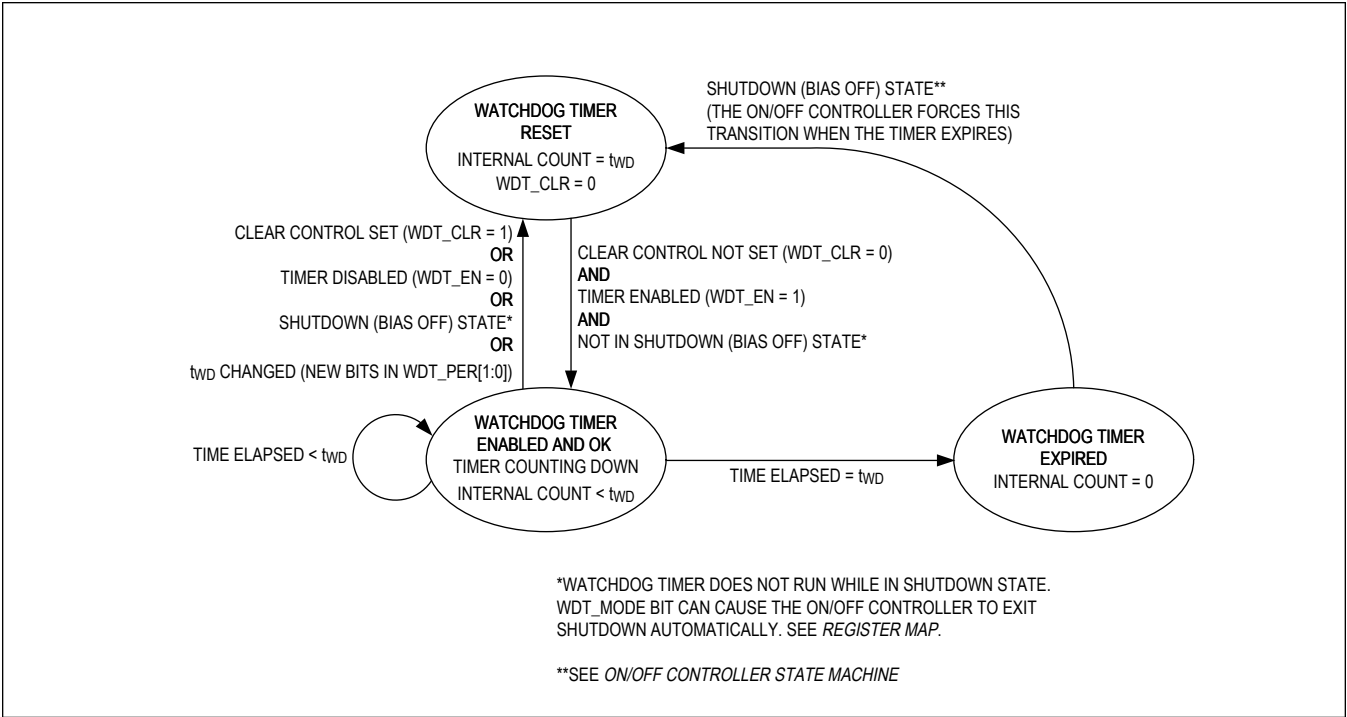 SHUTDOWN (BIAS OFF) STATE**
(THE ON/OFF CONTROLLER FORCES THIS
TRANSITION WHEN THE TIMER EXPIRES)
WATCHDOG TIMER
RESET
INTERNAL COUNT = tWD
WDT_CLR = 0
CLEAR CONTROL SET (WDT_CLR = 1)
OR
TIMER DISABLED (WDT_EN = 0)
OR
SHUTDOWN (BIAS OFF) STATE*
OR
tWD CHANGED (NEW BITS IN WDT_PER[1:0])
CLEAR CONTROL NOT SET (WDT_CLR = 0)
AND
TIMER ENABLED (WDT_EN = 1)
AND
NOT IN SHUTDOWN (BIAS OFF) STATE*
TIME ELAPSED < tWD
WATCHDOG TIMER
ENABLED AND OK
TIMER COUNTING DOWN
INTERNAL COUNT < tWD
TIME ELAPSED = tWD
WATCHDOG TIMER
EXPIRED
INTERNAL COUNT = 0
*WATCHDOG TIMER DOES NOT RUN WHILE IN SHUTDOWN STATE.
WDT_MODE BIT CAN CAUSE THE ON/OFF CONTROLLER TO EXIT
SHUTDOWN AUTOMATICALLY. SEE REGISTER MAP.
**SEE ON/OFF CONTROLLER STATE MACHINE